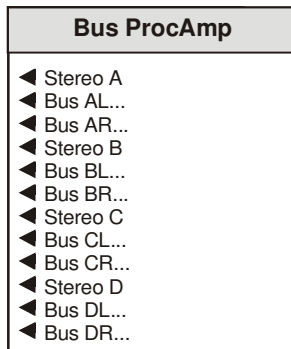 Bus ProcAmp
◄ Stereo A
◄ Bus AL...
◄ Bus AR...
◄ Stereo B
◄ Bus BL...
◄ Bus BR...
◄ Stereo C
◄ Bus CL...
◄ Bus CR...
◄ Stereo D
◄ Bus DL...
◄ Bus DR...